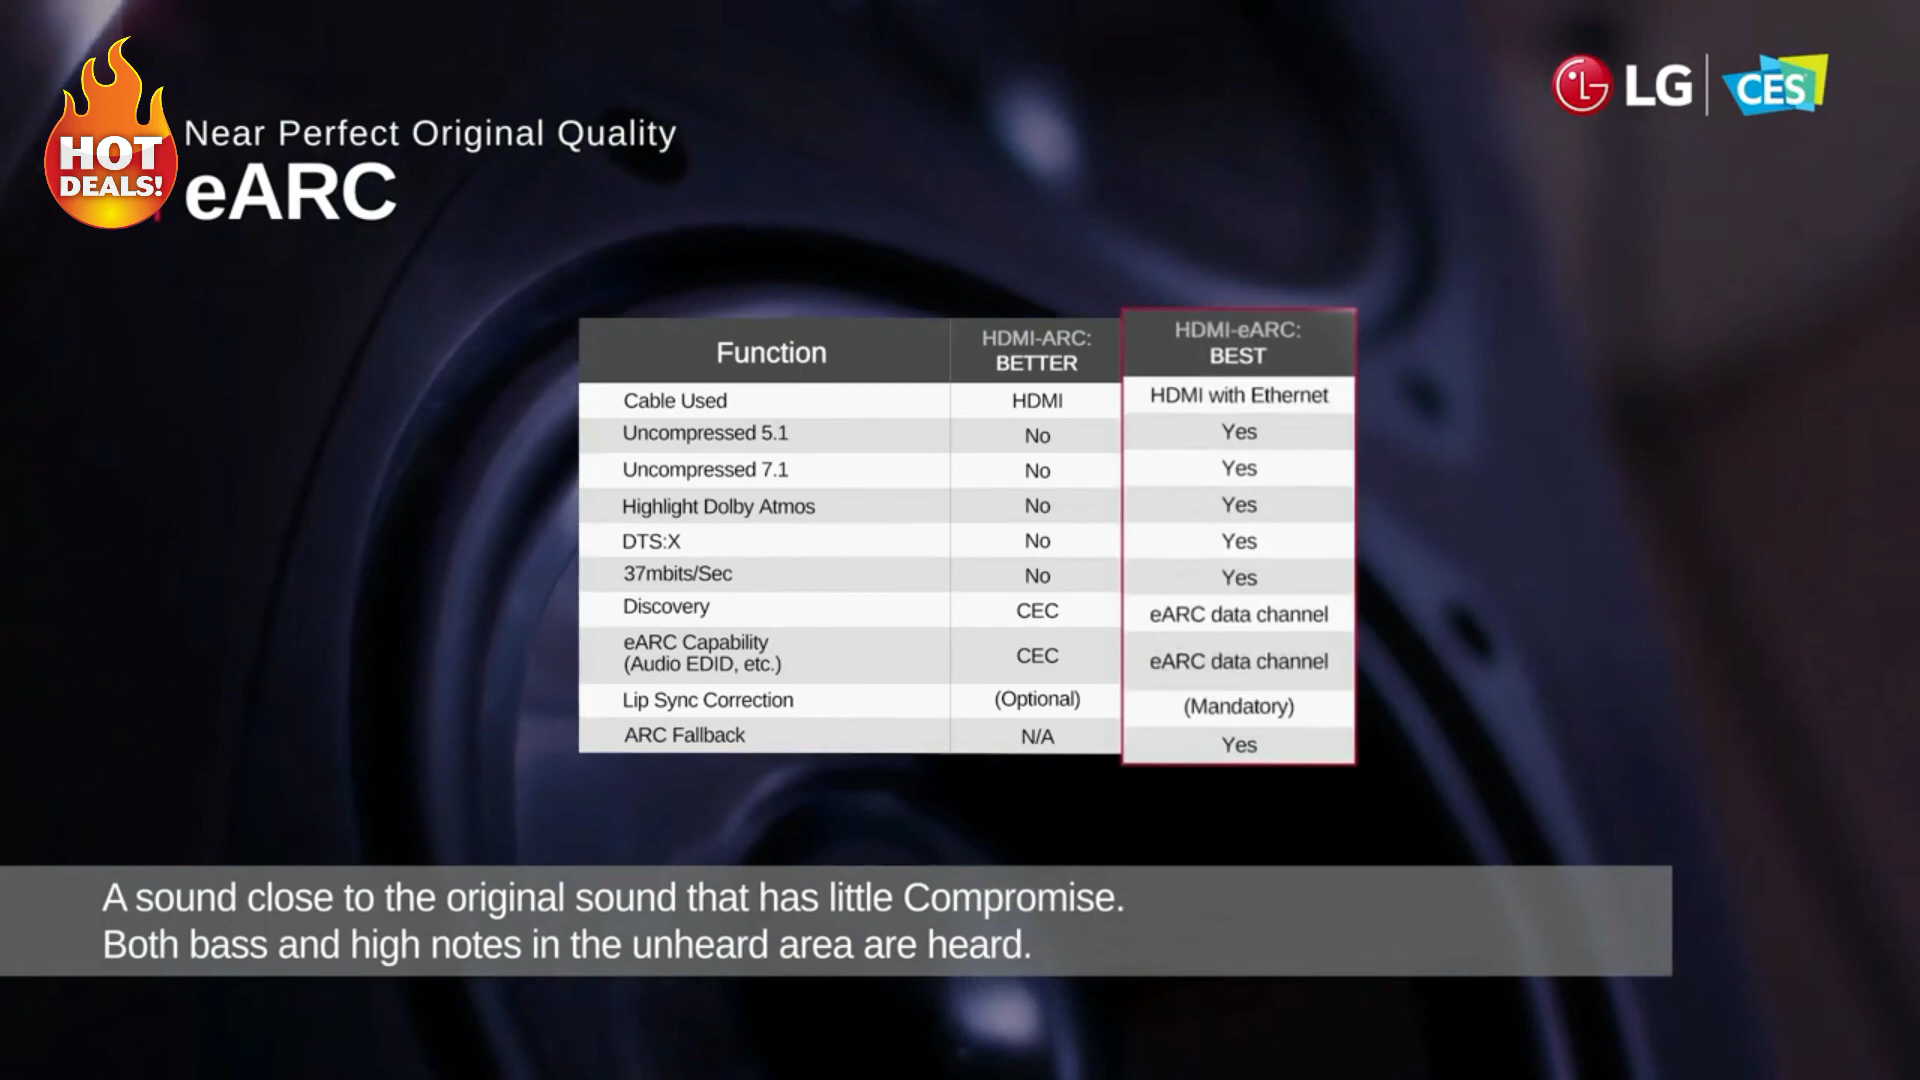 HOT
DEALS!
Near Perfect Original Quality
eARC
LG
CES
Function HDMI-ARC: BETTER HDMI-eARC: BEST
Cable Used HDMI HDMI with Ethernet
Uncompressed 5.1 No Yes
Uncompressed 7.1 No Yes
Highlight Dolby Atmos No Yes
DTS:X No Yes
37mbits/Sec No Yes
Discovery CEC eARC data channel
eARC Capability
(Audio EDID, etc.) CEC eARC data channel
Lip Sync Correction (Optional) (Mandatory)
ARC Fallback N/A Yes
A sound close to the original sound that has little Compromise.
Both bass and high notes in the unheard area are heard.